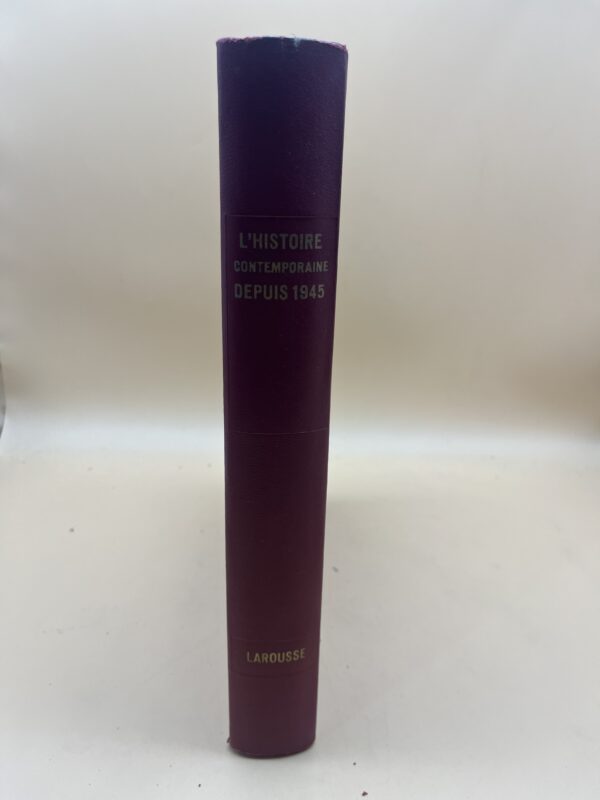 L'HISTOIRE
CONTEMPORAINE
DEPUIS 1945
LAROUSSE